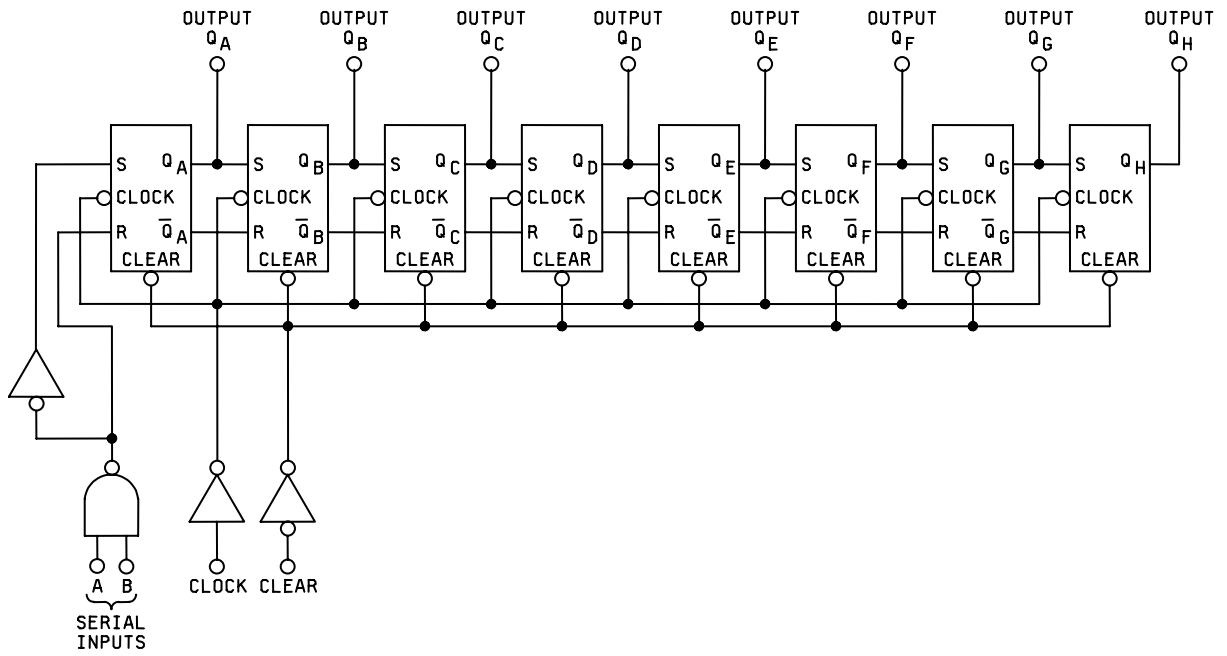 OUTPUT OUTPUT OUTPUT OUTPUT OUTPUT OUTPUT OUTPUT OUTPUT
QA QB QC QD QE QF QG QH
S QA S QB S QC S QD S QE S QF S QG S QH
CLOCK CLOCK CLOCK CLOCK CLOCK CLOCK CLOCK CLOCK
R Q̅A R Q̅B R Q̅C R Q̅D R Q̅E R Q̅F R Q̅G R
CLEAR CLEAR CLEAR CLEAR CLEAR CLEAR CLEAR CLEAR
A B CLOCK CLEAR
SERIAL
INPUTS